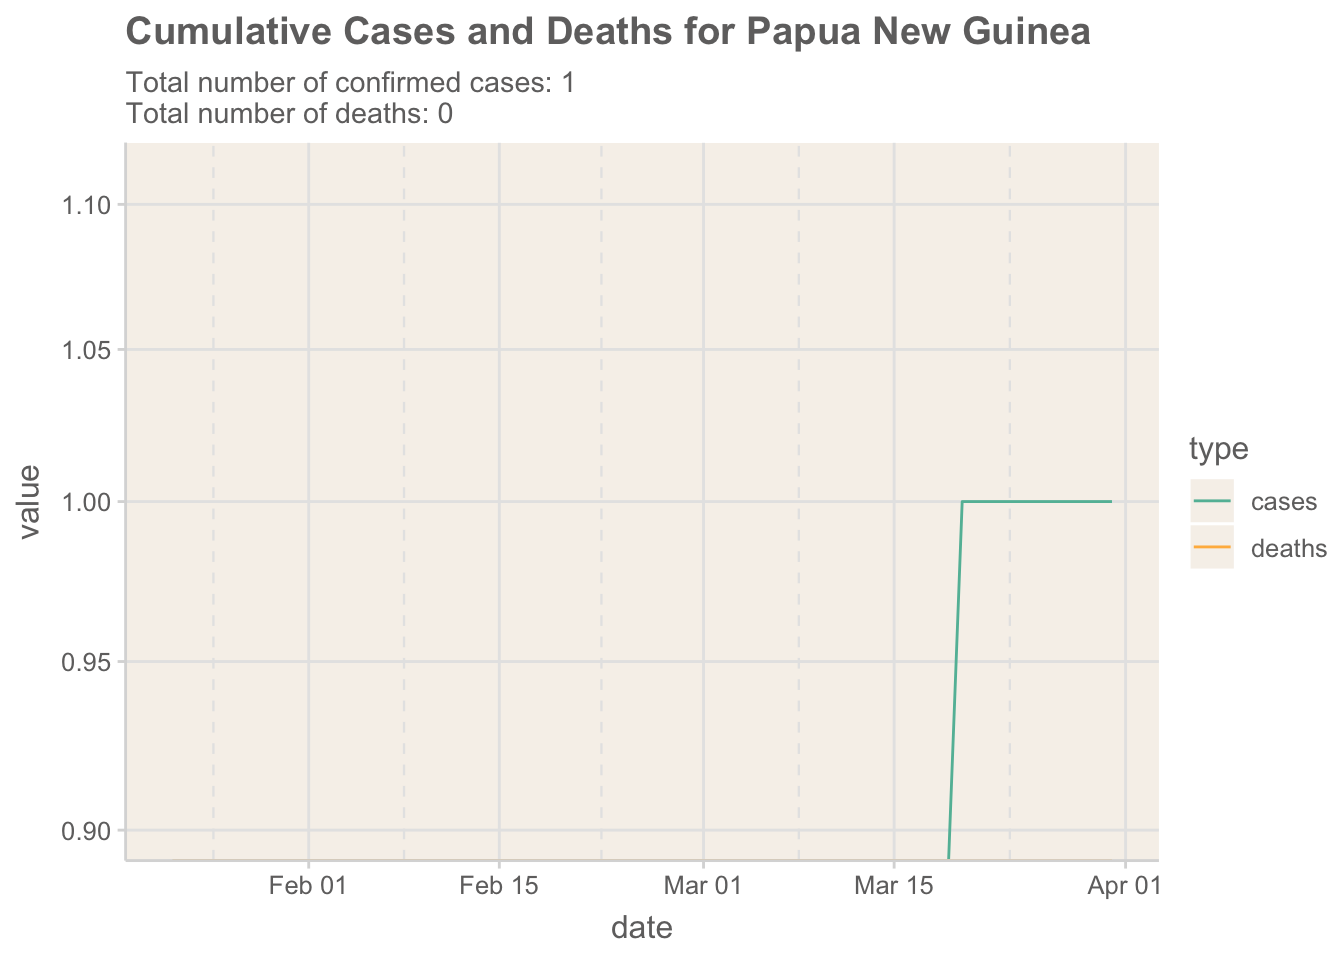 Cumulative Cases and Deaths for Papua New Guinea
Total number of confirmed cases: 1
Total number of deaths: 0
1.10
1.05
1.00
0.95
0.90
value
Feb 01
Feb 15
Mar 01
Mar 15
Apr 01
date
type
cases
deaths